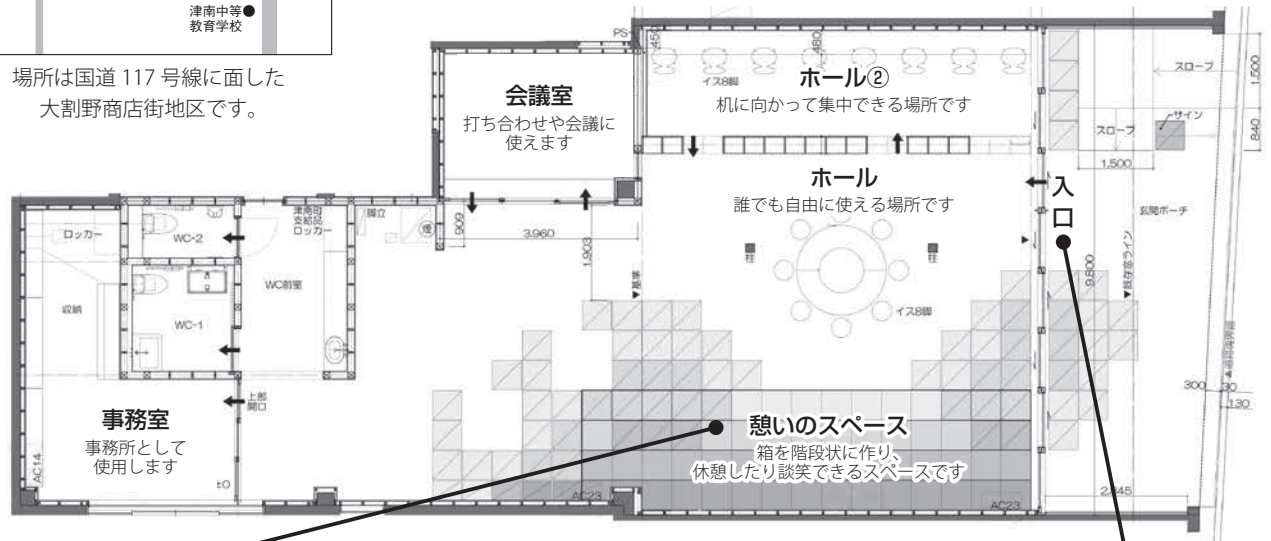 津南中等●
教育学校
場所は国道 117 号線に面した
大割野商店街地区です。
PS
450
480
イス8脚
会議室
打ち合わせや会議に
使えます
ホール②
机に向かって集中できる場所です
スロープ
1,500
スロープ
サイン
840
1,500
ホール
誰でも自由に使える場所です
入口
玄関ポーチ
ロッカー
WC-2
津南町
支給品
ロッカー
脚立
909
3,960
1,903
柱
柱
9,800
収納
WC前室
WC-1
▼基準
イス8脚
300
30
130
上部
開口
事務室
事務所として
使用します
憩いのスペース
箱を階段状に作り、
休憩したり談笑できるスペースです
AC14
AC23
AC23
2,845